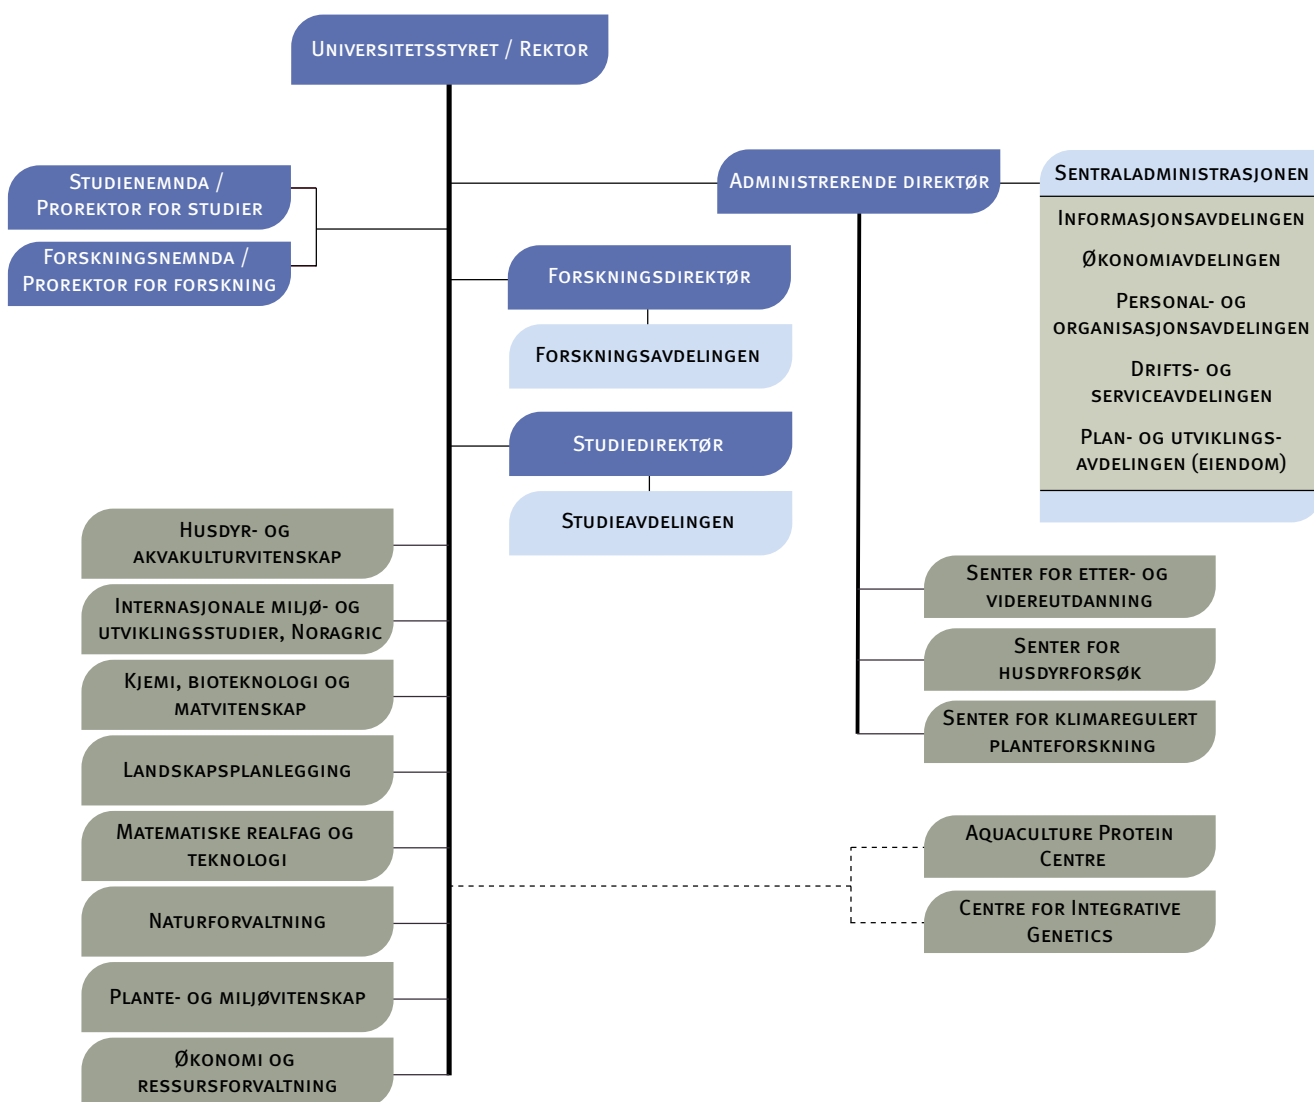 Universitetsstyret / Rektor
Studienemnda /
Prorektor for studier
Forskningsnemnda /
Prorektor for forskning
Administrerende direktør
Sentraladministrasjonen
Informasjonsavdelingen
Økonomiavdelingen
Personal- og
organisasjonsavdelingen
Drifts- og
serviceavdelingen
Plan- og utviklings-
avdelingen (eiendom)
Forskningsdirektør
Forskningsavdelingen
Studiedirektør
Studieavdelingen
Husdyr- og
akvakulturvitenskap
Internasjonale miljø- og
utviklingsstudier, Noragric
Kjemi, bioteknologi og
matvitenskap
Landskapsplanlegging
Matematiske realfag og
teknologi
Naturforvaltning
Plante- og miljøvitenskap
Økonomi og
ressursforvaltning
Senter for etter- og
videreutdanning
Senter for
husdyrforsøk
Senter for klimaregulert
planteforskning
Aquaculture Protein
Centre
Centre for Integrative
Genetics